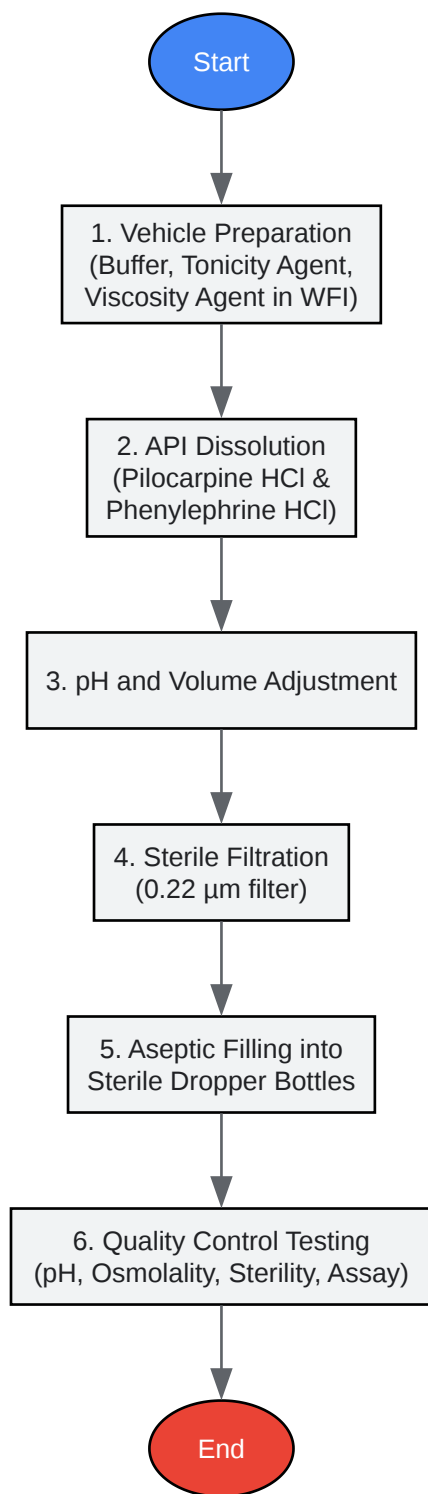 Start
1. Vehicle Preparation
(Buffer, Tonicity Agent,
Viscosity Agent in WFI)
2. API Dissolution
(Pilocarpine HCl &
Phenylephrine HCl)
3. pH and Volume Adjustment
4. Sterile Filtration
(0.22 µm filter)
5. Aseptic Filling into
Sterile Dropper Bottles
6. Quality Control Testing
(pH, Osmolality, Sterility, Assay)
End